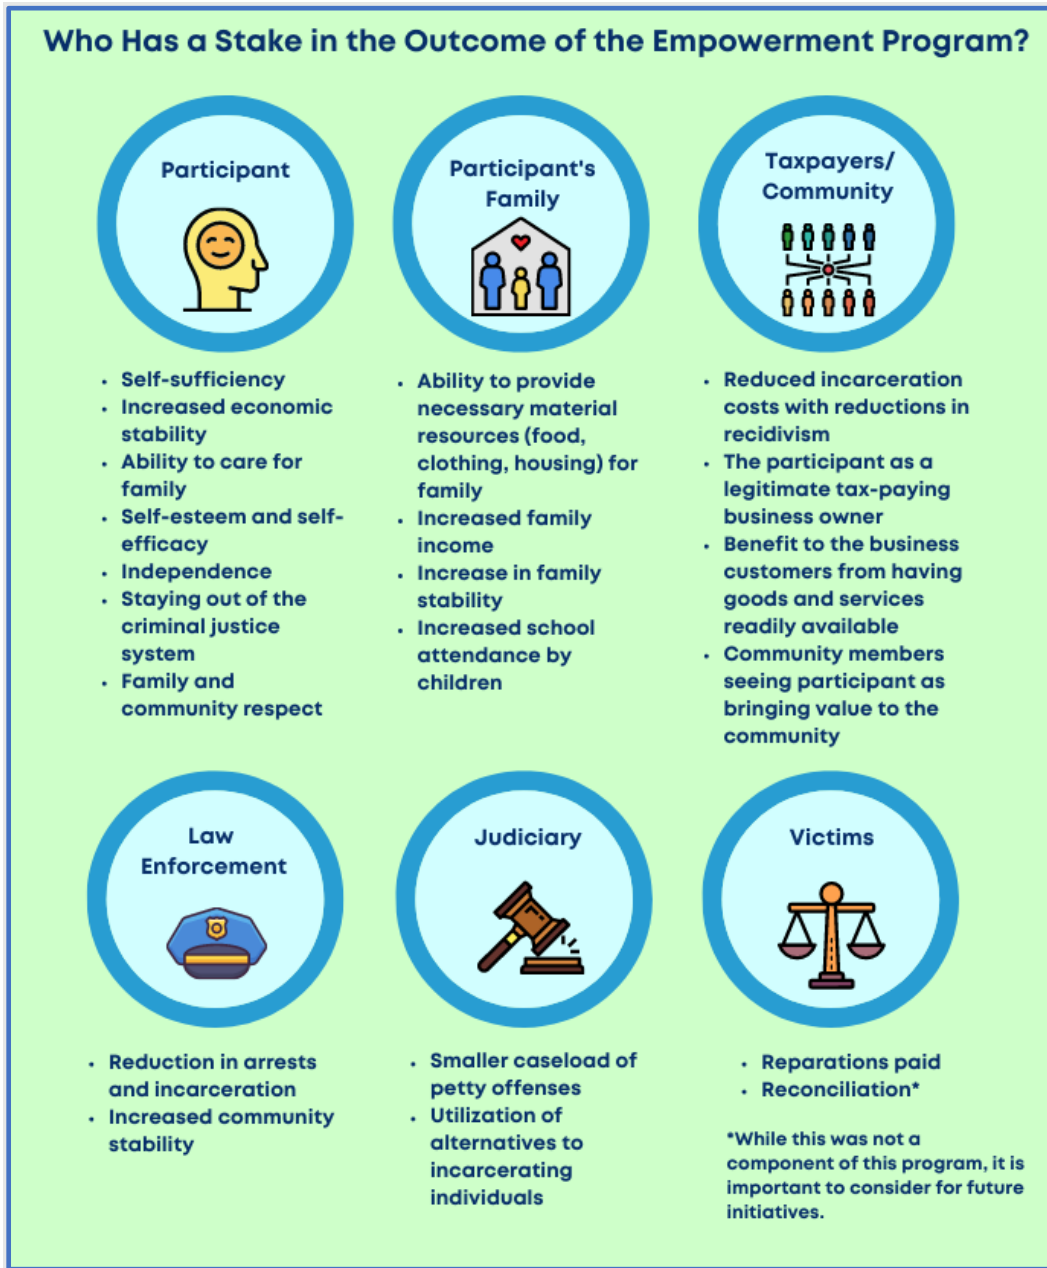 Who Has a Stake in the Outcome of the Empowerment Program?
Participant
• Self-sufficiency
• Increased economic
stability
• Ability to care for
family
• Self-esteem and self-
efficacy
• Independence
• Staying out of the
criminal justice
system
• Family and
community respect
Participant's
Family
• Ability to provide
necessary material
resources (food,
clothing, housing) for
family
• Increased family
income
• Increase in family
stability
• Increased school
attendance by
children
Taxpayers/
Community
• Reduced incarceration
costs with reductions in
recidivism
• The participant as a
legitimate tax-paying
business owner
• Benefit to the business
customers from having
goods and services
readily available
• Community members
seeing participant as
bringing value to the
community
Law
Enforcement
• Reduction in arrests
and incarceration
• Increased community
stability
Judiciary
• Smaller caseload of
petty offenses
• Utilization of
alternatives to
incarcerating
individuals
Victims
• Reparations paid
• Reconciliation*
*While this was not a
component of this program, it is
important to consider for future
initiatives.